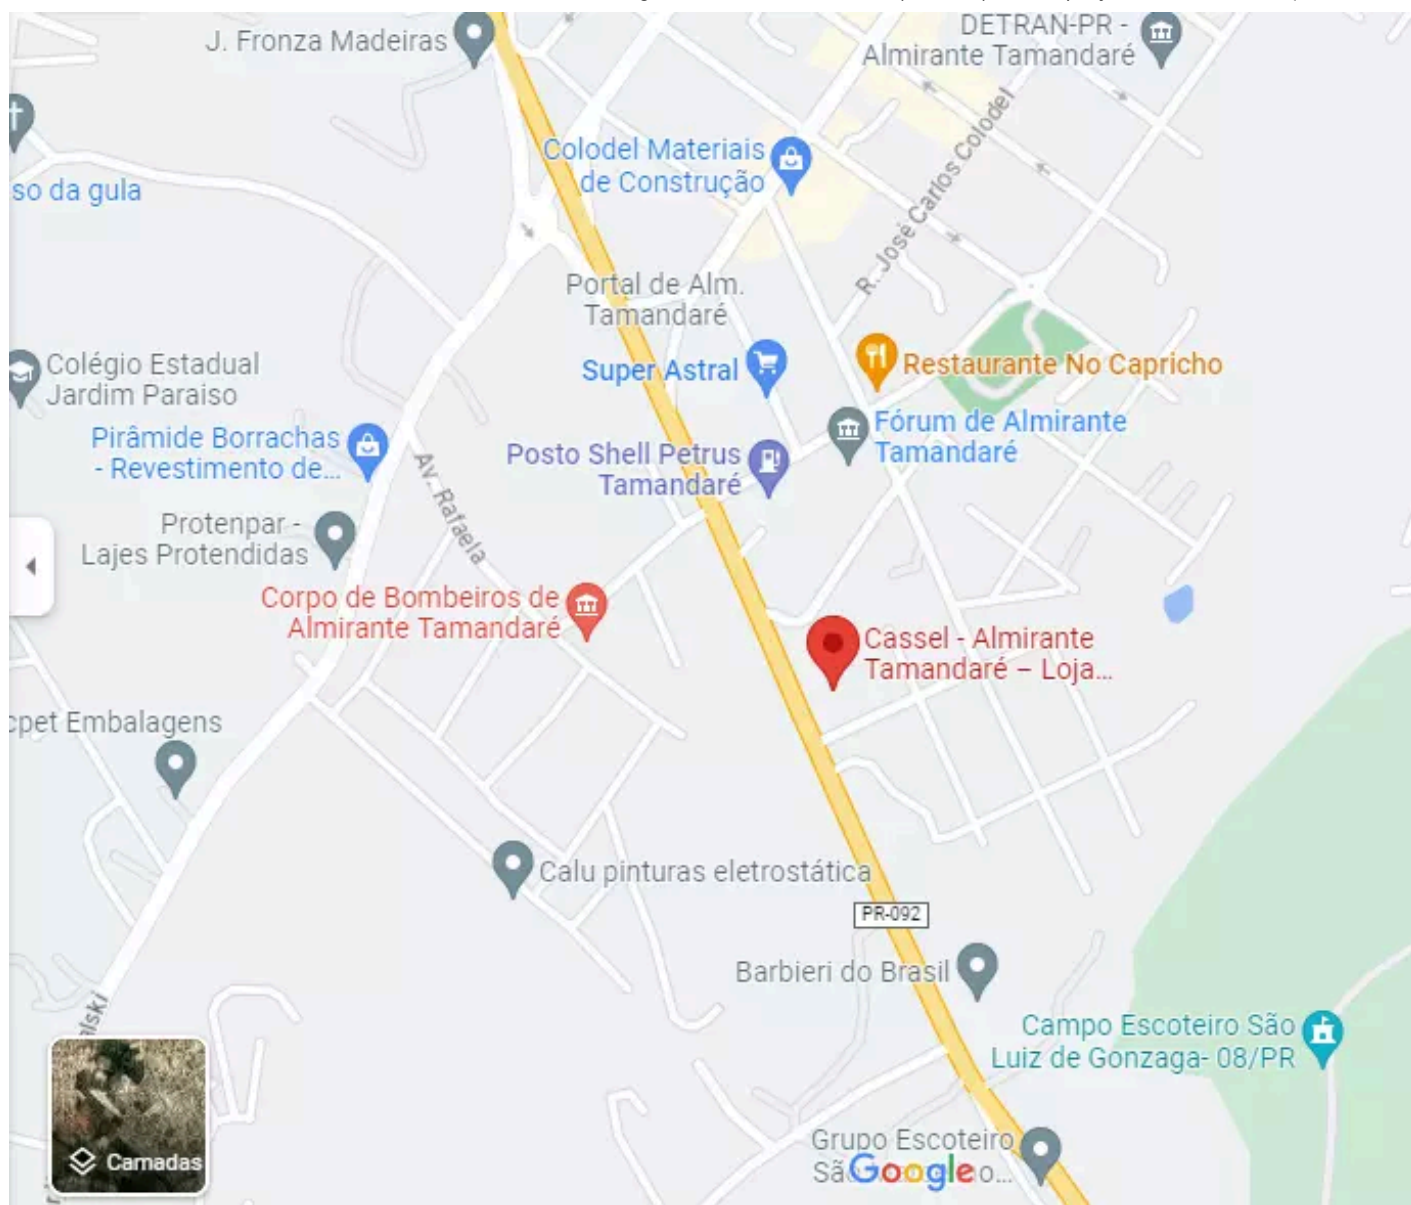 J. Fronza Madeiras
DETRAN-PR -
Almirante Tamandaré
Colodel Materiais
de Construção
so da gula
R. José Carlos Colodel
Portal de Alm.
Tamandaré
Colégio Estadual
Jardim Paraiso
Super Astral
Restaurante No Capricho
Pirâmide Borrachas
- Revestimento de...
Fórum de Almirante
Tamandaré
Posto Shell Petrus
Tamandaré
Av. Rafaela
Protenpar -
Lajes Protendidas
Corpo de Bombeiros de
Almirante Tamandaré
Cassel - Almirante
Tamandaré – Loja...
cpet Embalagens
Calu pinturas eletrostática
PR-092
Barbieri do Brasil
alski
Campo Escoteiro São
Luiz de Gonzaga- 08/PR
Camadas
Grupo Escoteiro
Google